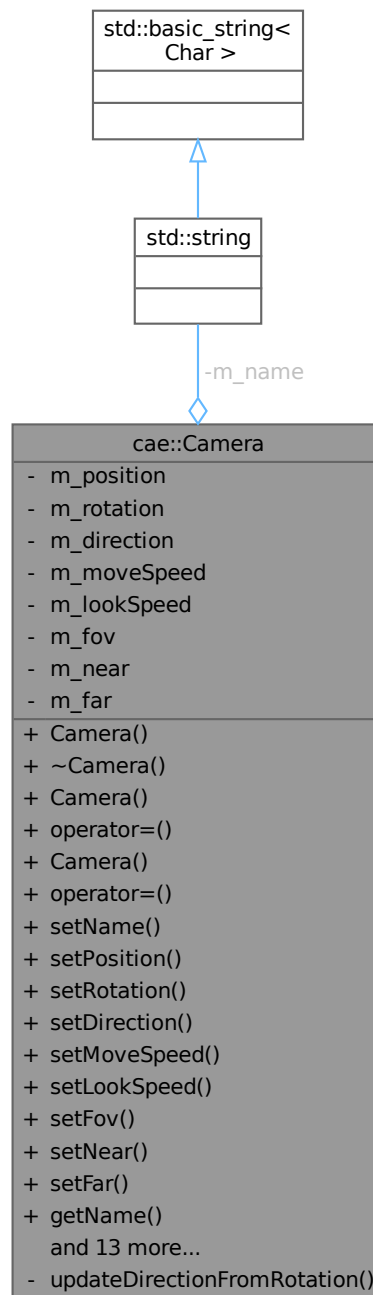 std::basic_string<
Char >
std::string
-m_name
cae::Camera
- m_position
- m_rotation
- m_direction
- m_moveSpeed
- m_lookSpeed
- m_fov
- m_near
- m_far
+ Camera()
+ ~Camera()
+ Camera()
+ operator=()
+ Camera()
+ operator=()
+ setName()
+ setPosition()
+ setRotation()
+ setDirection()
+ setMoveSpeed()
+ setLookSpeed()
+ setFov()
+ setNear()
+ setFar()
+ getName()
and 13 more...
- updateDirectionFromRotation()